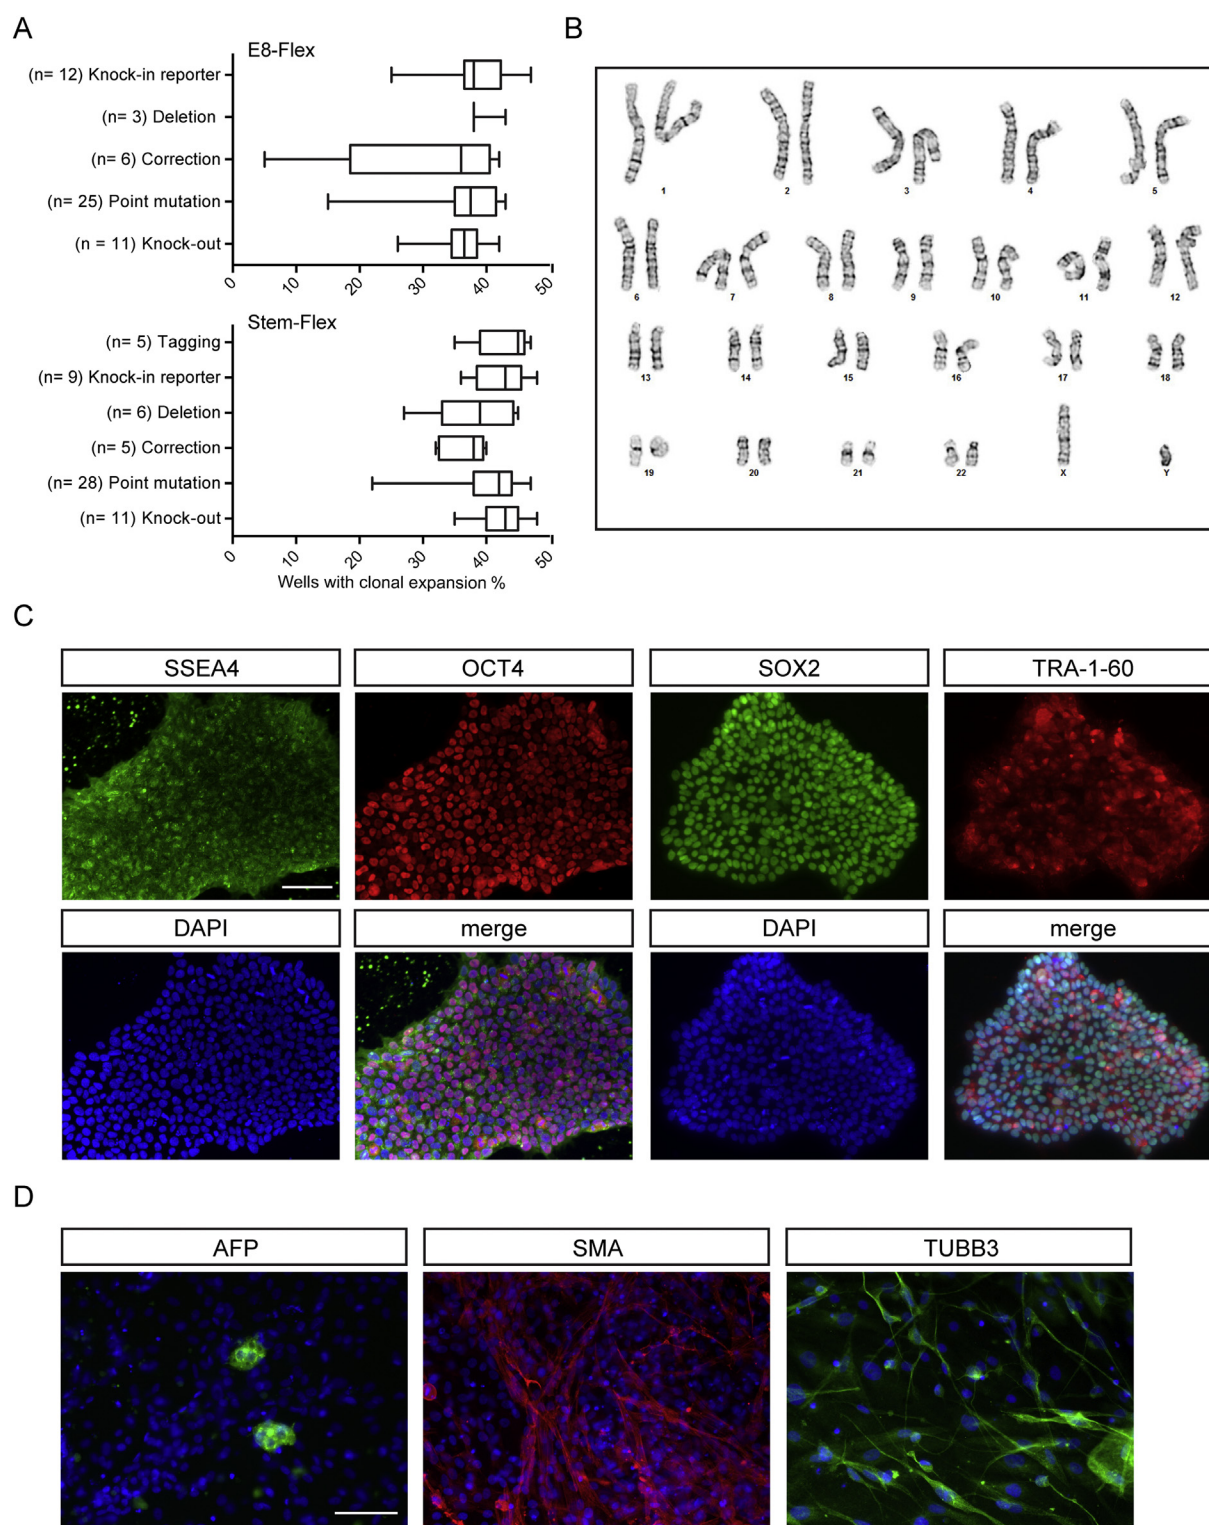 A
E8-Flex
(n= 12) Knock-in reporter
(n= 3) Deletion
(n= 6) Correction
(n= 25) Point mutation
(n = 11) Knock-out
0 10 20 30 40 50
Stem-Flex
(n= 5) Tagging
(n= 9) Knock-in reporter
(n= 6) Deletion
(n= 5) Correction
(n= 28) Point mutation
(n= 11) Knock-out
0 10 20 30 40 50
Wells with clonal expansion %
B
1 2 3 4 5
6 7 8 9 10 11 12
13 14 15 16 17 18
19 20 21 22 X Y
C
SSEA4 OCT4 SOX2 TRA-1-60
DAPI merge DAPI merge
D
AFP SMA TUBB3